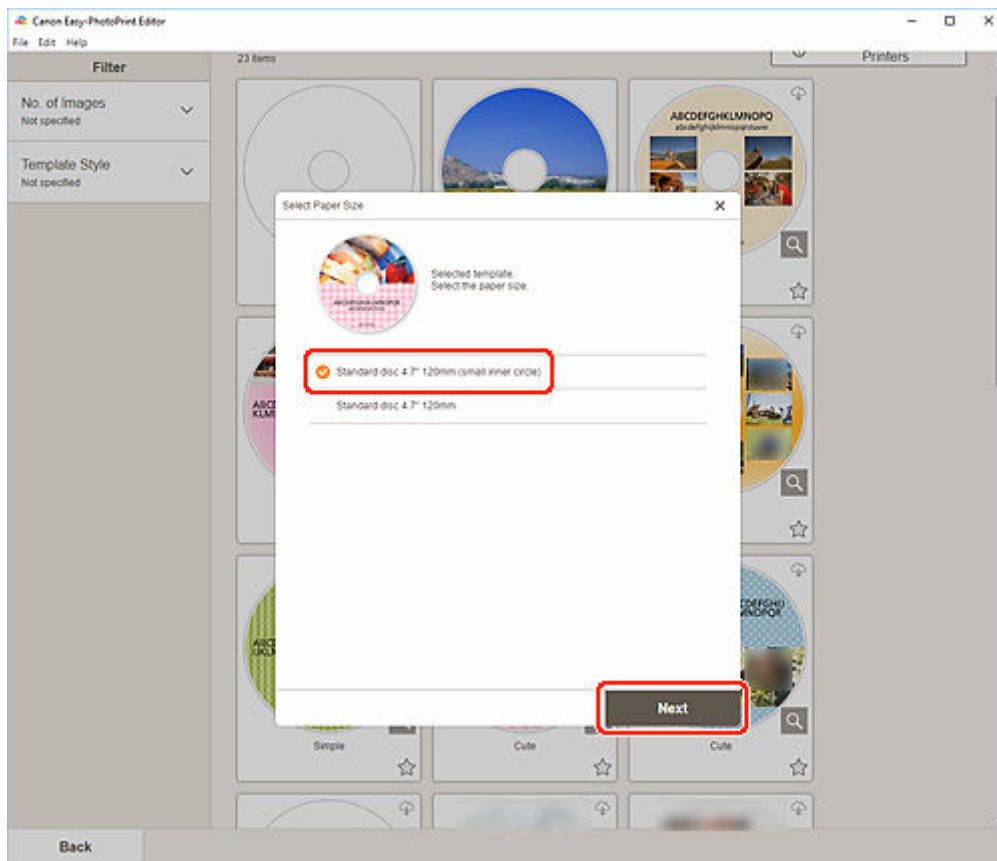 Canon Easy-PhotoPrint Editor
File Edit Help
Filter
23 Items
Printers
No. of Images
Not specified
Template Style
Not specified
ABCDEFGHKLMNOPQ
abcdefghijklmnopqrstuvw
Select Paper Size
Selected template.
Select the paper size.
Standard disc 4.7" 120mm (small inner circle)
Standard disc 4.7" 120mm
Next
Simple
Cute
Cute
Back